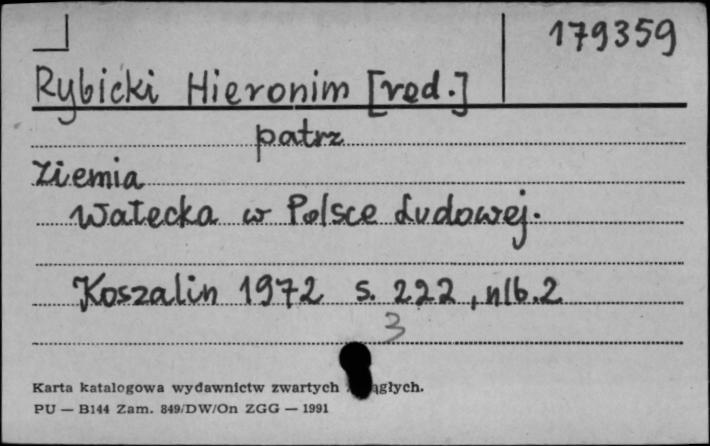 179359
Rybicki Hieronim [red.]
patrz
Ziemia
Wałecka w Polsce Ludowej.
Koszalin 1972 s. 222, nlb. 2
3
Karta katalogowa wydawnictw zwartych
PU — B144 Zam. 849/DW/On ZGG — 1991